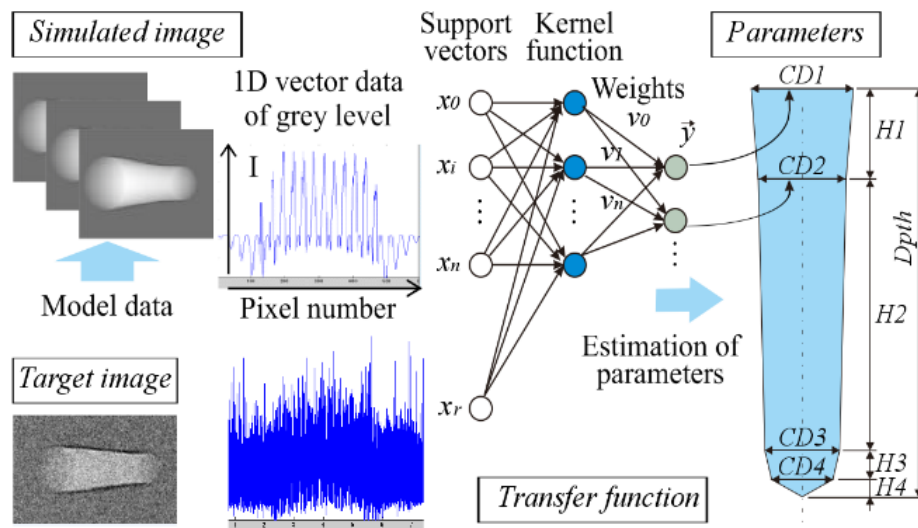 Simulated image
Model data
Target image
1D vector data
of grey level
I
Pixel number
Support
vectors
Kernel
function
x0
xi
xn
xr
Weights
v0
v1
vn
y⃗
Estimation of
parameters
Transfer function
Parameters
CD1
H1
CD2
Dpth
H2
CD3
H3
CD4
H4